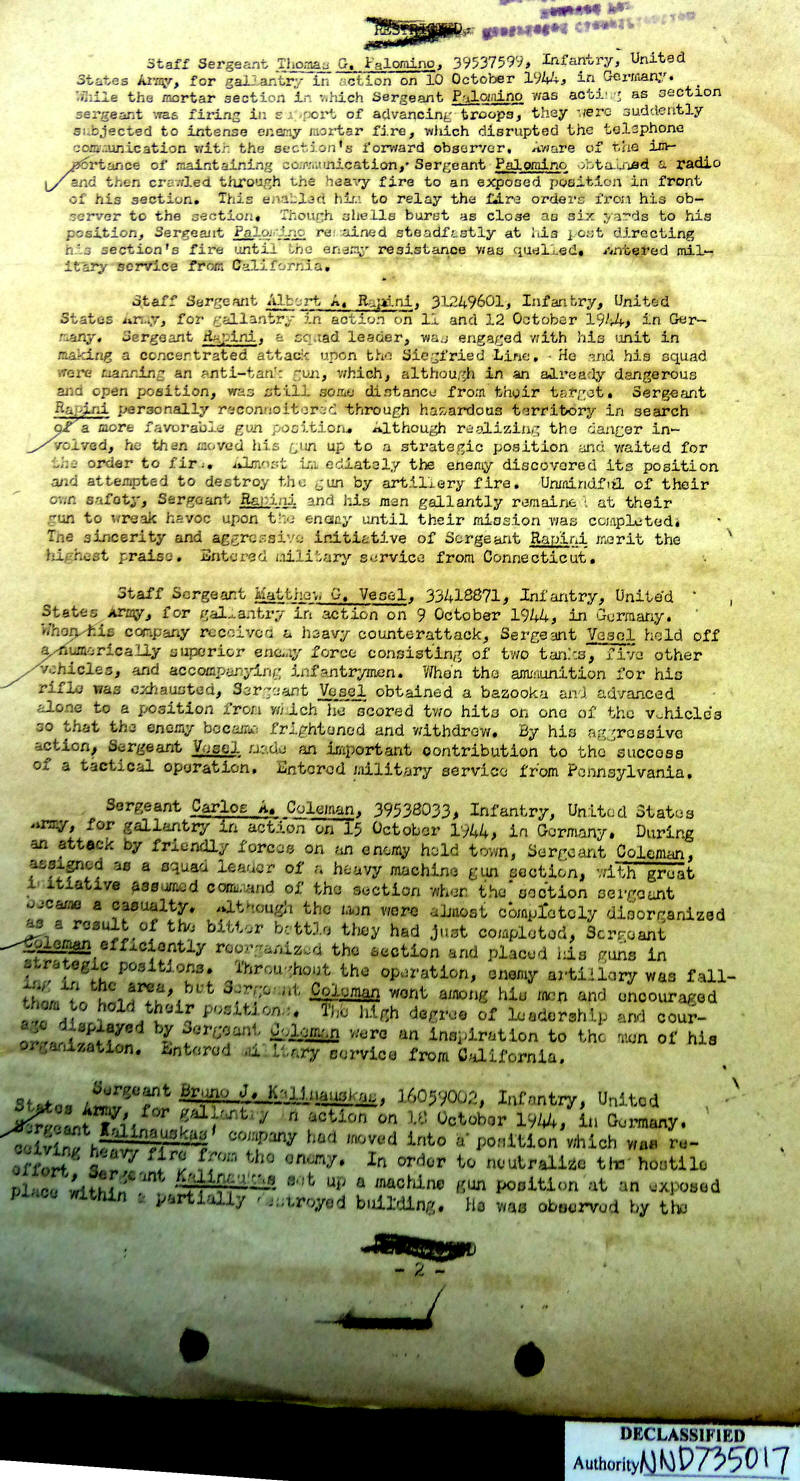 RESTRICTED
Staff Sergeant Thomas G. Palomino, 39537599, Infantry, United
States Army, for gallantry in action on 10 October 1944, in Germany.
While the mortar section in which Sergeant Palomino was acting as section
sergeant was firing in support of advancing troops, they were suddently
subjected to intense enemy mortar fire, which disrupted the telephone
communication with the section's forward observer. Aware of the im-
portance of maintaining communication, Sergeant Palomino obtained a radio
and then crawled through the heavy fire to an exposed position in front
of his section. This enabled him to relay the fire orders from his ob-
server to the section. Though shells burst as close as six yards to his
position, Sergeant Palomino remained steadfastly at his post directing
his section's fire until the enemy resistance was quelled. Entered mil-
itary service from California.
Staff Sergeant Albert A. Rapini, 31249601, Infantry, United
States Army, for gallantry in action on 11 and 12 October 1944, in Ger-
many. Sergeant Rapini, a squad leader, was engaged with his unit in
making a concentrated attack upon the Siegfried Line. He and his squad
were manning an anti-tank gun, which, although in an already dangerous
and open position, was still some distance from their target. Sergeant
Rapini personally reconnoitered through hazardous territory in search
of a more favorable gun position. Although realizing the danger in-
volved, he then moved his gun up to a strategic position and waited for
the order to fire. Almost immediately the enemy discovered its position
and attempted to destroy the gun by artillery fire. Unmindful of their
own safety, Sergeant Rapini and his men gallantly remained at their
gun to wreak havoc upon the enemy until their mission was completed.
The sincerity and aggressive initiative of Sergeant Rapini merit the
highest praise. Entered military service from Connecticut.
Staff Sergeant Matthew G. Vesel, 33418871, Infantry, United
States Army, for gallantry in action on 9 October 1944, in Germany.
When his company received a heavy counterattack, Sergeant Vesel held off
a numerically superior enemy force consisting of two tanks, five other
vehicles, and accompanying infantrymen. When the ammunition for his
rifle was exhausted, Sergeant Vesel obtained a bazooka and advanced
alone to a position from which he scored two hits on one of the vehicles
so that the enemy became frightened and withdrew. By his aggressive
action, Sergeant Vesel made an important contribution to the success
of a tactical operation. Entered military service from Pennsylvania.
Sergeant Carlos A. Coleman, 39538033, Infantry, United States
Army, for gallantry in action on 15 October 1944, in Germany. During
an attack by friendly forces on an enemy held town, Sergeant Coleman,
assigned as a squad leader of a heavy machine gun section, with great
initiative assumed command of the section when the section sergeant
became a casualty. Although the men were almost completely disorganized
as a result of the bitter battle they had just completed, Sergeant
Coleman efficiently reorganized the section and placed his guns in
strategic positions. Throughout the operation, enemy artillery was fall-
ing in the area, but Sergeant Coleman went among his men and encouraged
them to hold their positions. The high degree of leadership and cour-
age displayed by Sergeant Coleman were an inspiration to the men of his
organization. Entered military service from California.
Sergeant Bruno J. Kalinauskas, 16059002, Infantry, United
States Army, for gallantry in action on 18 October 1944, in Germany.
Sergeant Kalinauskas' company had moved into a position which was re-
ceiving heavy fire from the enemy. In order to neutralize the hostile
effort, Sergeant Kalinauskas set up a machine gun position at an exposed
place within a partially destroyed building. He was observed by the
- 2 -
DECLASSIFIED
Authority NND735017